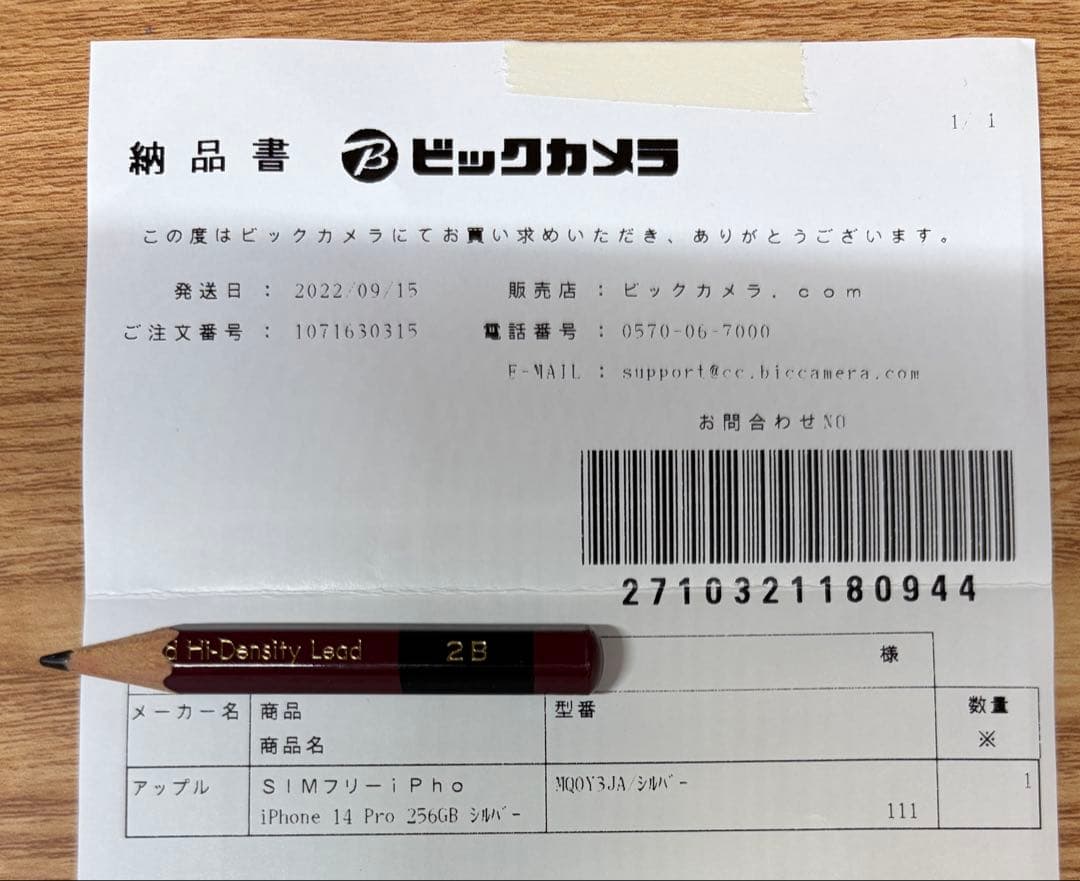 1/ 1
納品書 ビックカメラ
この度はビックカメラにてお買い求めいただき、ありがとうございます。
発送日 : 2022/09/15 販売店 : ビックカメラ.com
ご注文番号 : 1071630315 電話番号 : 0570-06-7000
E-MAIL : support@cc.biccamera.com
お問合わせNO
27103211180944
d Hi-Density Lead 2B
様
メーカー名 商品 型番 数量
商品名 ※
アップル SIMフリーiPho MQ0Y3JA/シルバー 1
iPhone 14 Pro 256GB シルバー 111